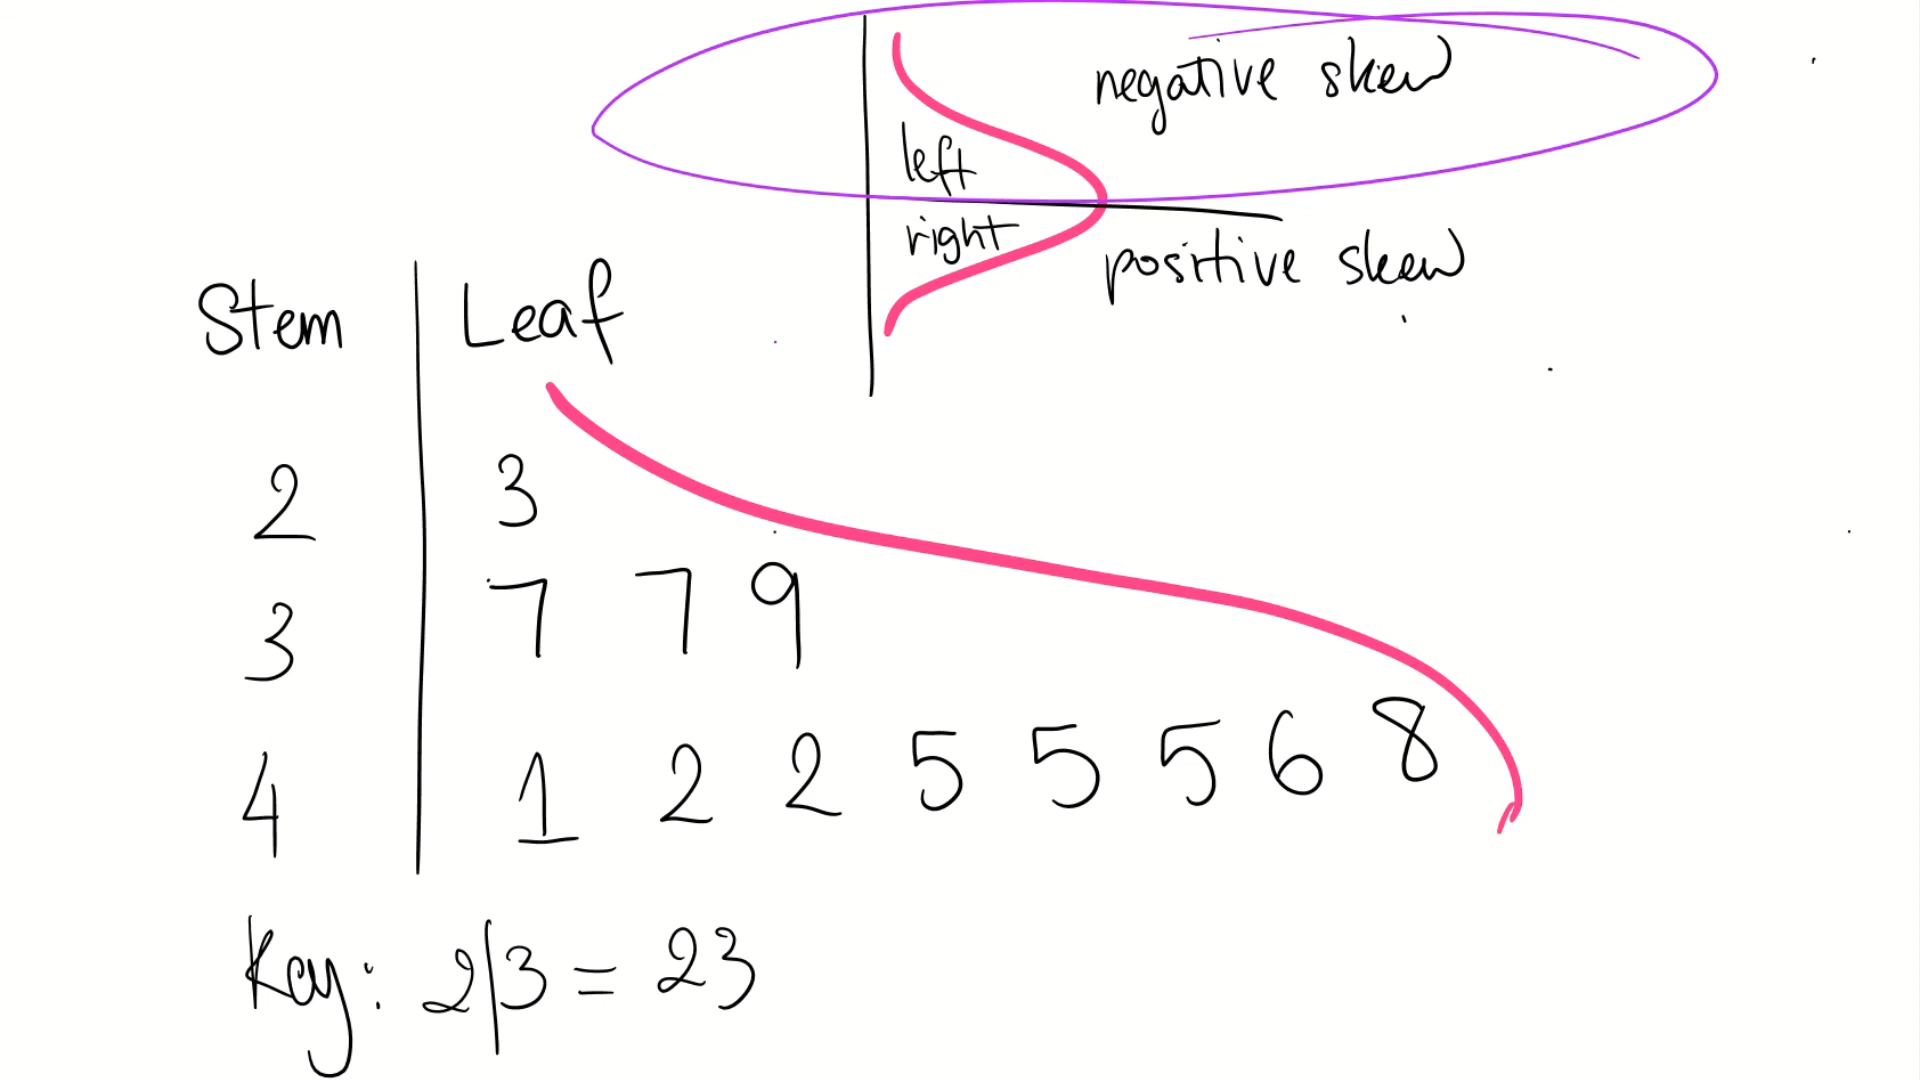 negative skew
left
right
positive skew
Stem | Leaf
2 | 3
3 | 7 7 9
4 | 1 2 2 5 5 5 6 8
Key: 2|3 = 23